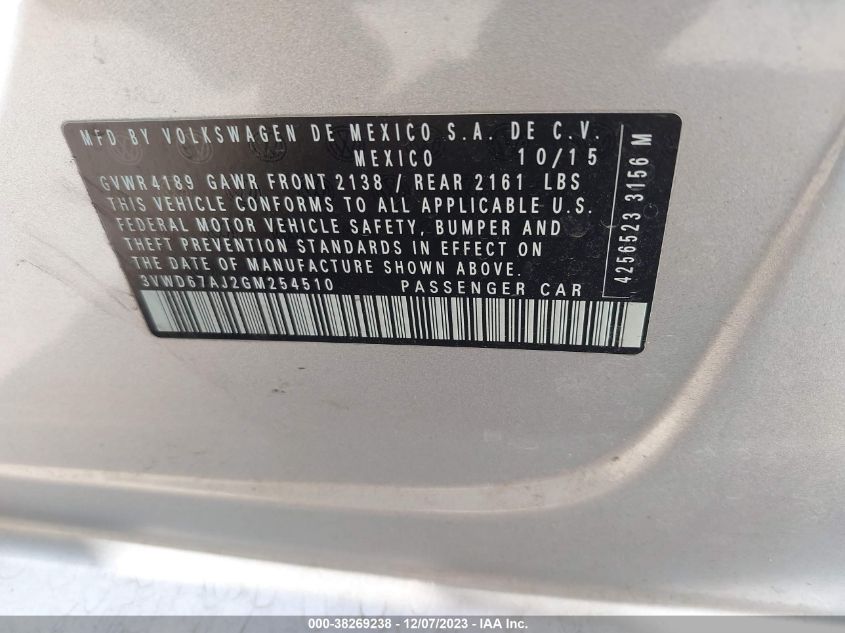 MFD BY VOLKSWAGEN DE MEXICO S.A. DE C.V.
MEXICO 10/15
GVWR 4189 GAWR FRONT 2138 / REAR 2161 LBS
THIS VEHICLE CONFORMS TO ALL APPLICABLE U.S.
FEDERAL MOTOR VEHICLE SAFETY, BUMPER AND
THEFT PREVENTION STANDARDS IN EFFECT ON
THE DATE OF MANUFACTURE SHOWN ABOVE.
3VWD67AJ2GM254510 PASSENGER CAR
4256523 3156 M
000-38269238 - 12/07/2023 - IAA Inc.